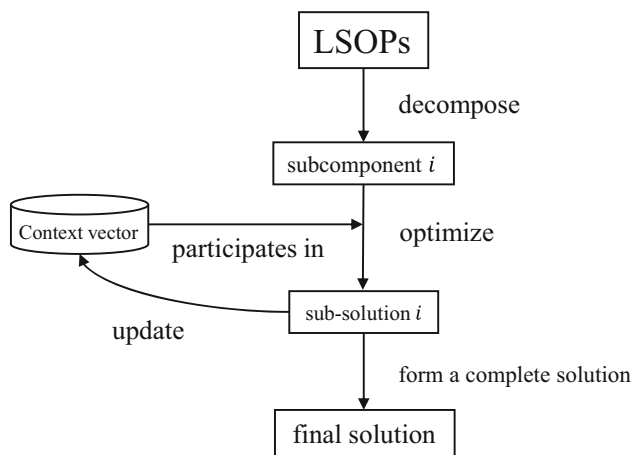 LSOPs
decompose
subcomponent i
Context vector
participates in
optimize
sub-solution i
update
form a complete solution
final solution